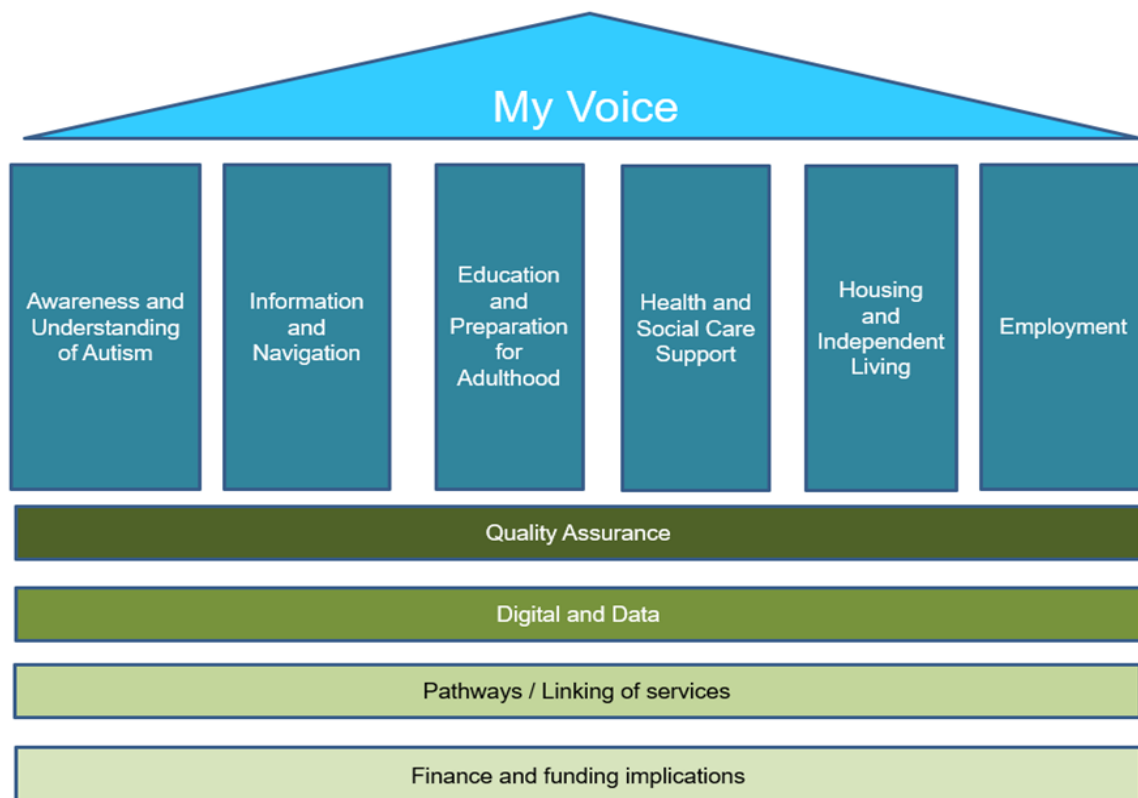 My Voice
Awareness and
Understanding
of Autism
Information
and
Navigation
Education
and
Preparation
for
Adulthood
Health and
Social Care
Support
Housing
and
Independent
Living
Employment
Quality Assurance
Digital and Data
Pathways / Linking of services
Finance and funding implications